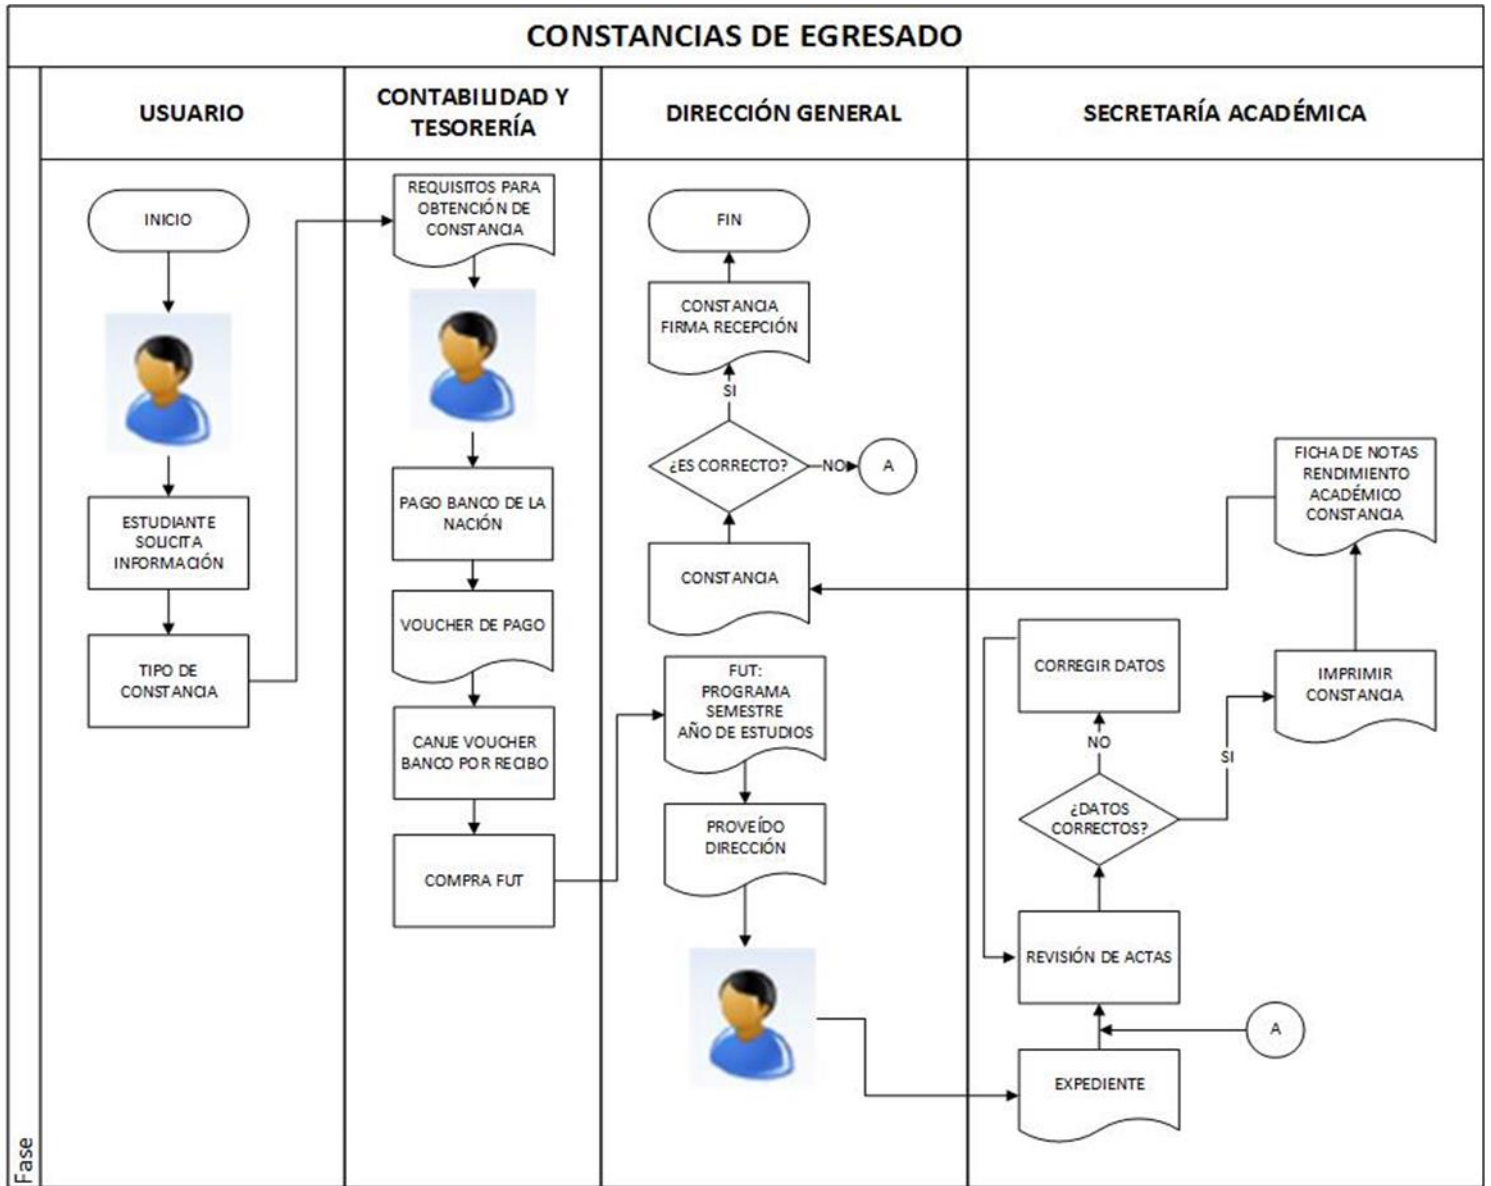 CONSTANCIAS DE EGRESADO
Fase
USUARIO
INICIO
ESTUDIANTE
SOLICITA
INFORMACIÓN
TIPO DE
CONSTANCIA
CONTABILIDAD Y
TESORERÍA
REQUISITOS PARA
OBTENCIÓN DE
CONSTANCIA
PAGO BANCO DE LA
NACIÓN
VOUCHER DE PAGO
CANJE VOUCHER
BANCO POR RECIBO
COMPRA FUT
DIRECCIÓN GENERAL
FIN
CONSTANCIA
FIRMA RECEPCIÓN
SI
¿ES CORRECTO?
NO
A
CONSTANCIA
FUT:
PROGRAMA
SEMESTRE
AÑO DE ESTUDIOS
PROVEÍDO
DIRECCIÓN
SECRETARÍA ACADÉMICA
FICHA DE NOTAS
RENDIMIENTO
ACADÉMICO
CONSTANCIA
CORREGIR DATOS
IMPRIMIR
CONSTANCIA
NO
SI
¿DATOS
CORRECTOS?
REVISIÓN DE ACTAS
A
EXPEDIENTE